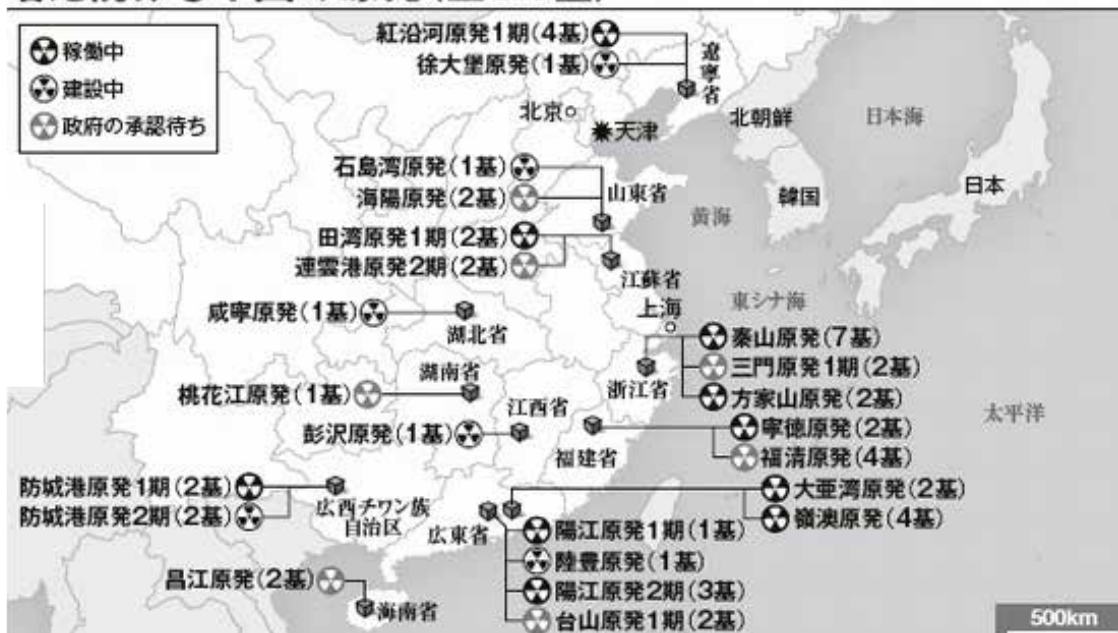 稼働中
建設中
政府の承認待ち
紅沿河原発1期(4基)
徐大堡原発(1基)
遼寧省
北京
天津
北朝鮮
日本海
石島湾原発(1基)
海陽原発(2基)
山東省
黄海
韓国
日本
田湾原発1期(2基)
連雲港原発2期(2基)
江蘇省
上海
東シナ海
咸寧原発(1基)
湖北省
秦山原発(7基)
三門原発1期(2基)
方家山原発(2基)
浙江省
太平洋
湖南省
桃花江原発(1基)
江西省
彭沢原発(1基)
福建省
寧徳原発(2基)
福清原発(4基)
防城港原発1期(2基)
防城港原発2期(2基)
広西チワン族
自治区
広東省
大亜湾原発(2基)
嶺澳原発(4基)
陽江原発1期(1基)
陸豊原発(1基)
陽江原発2期(3基)
台山原発1期(2基)
昌江原発(2基)
海南省
500km